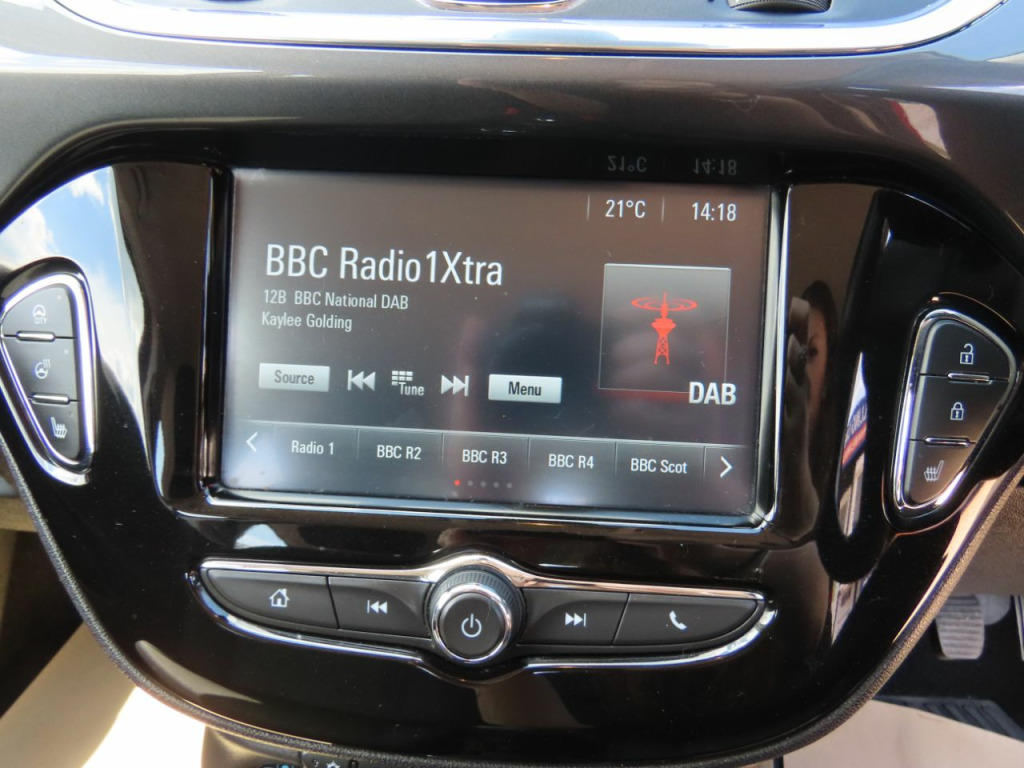 21°C 14:18
BBC Radio1Xtra
12B BBC National DAB
Kaylee Golding
DAB
Source
Tune
Menu
Radio 1
BBC R2
BBC R3
BBC R4
BBC Scot
CITY